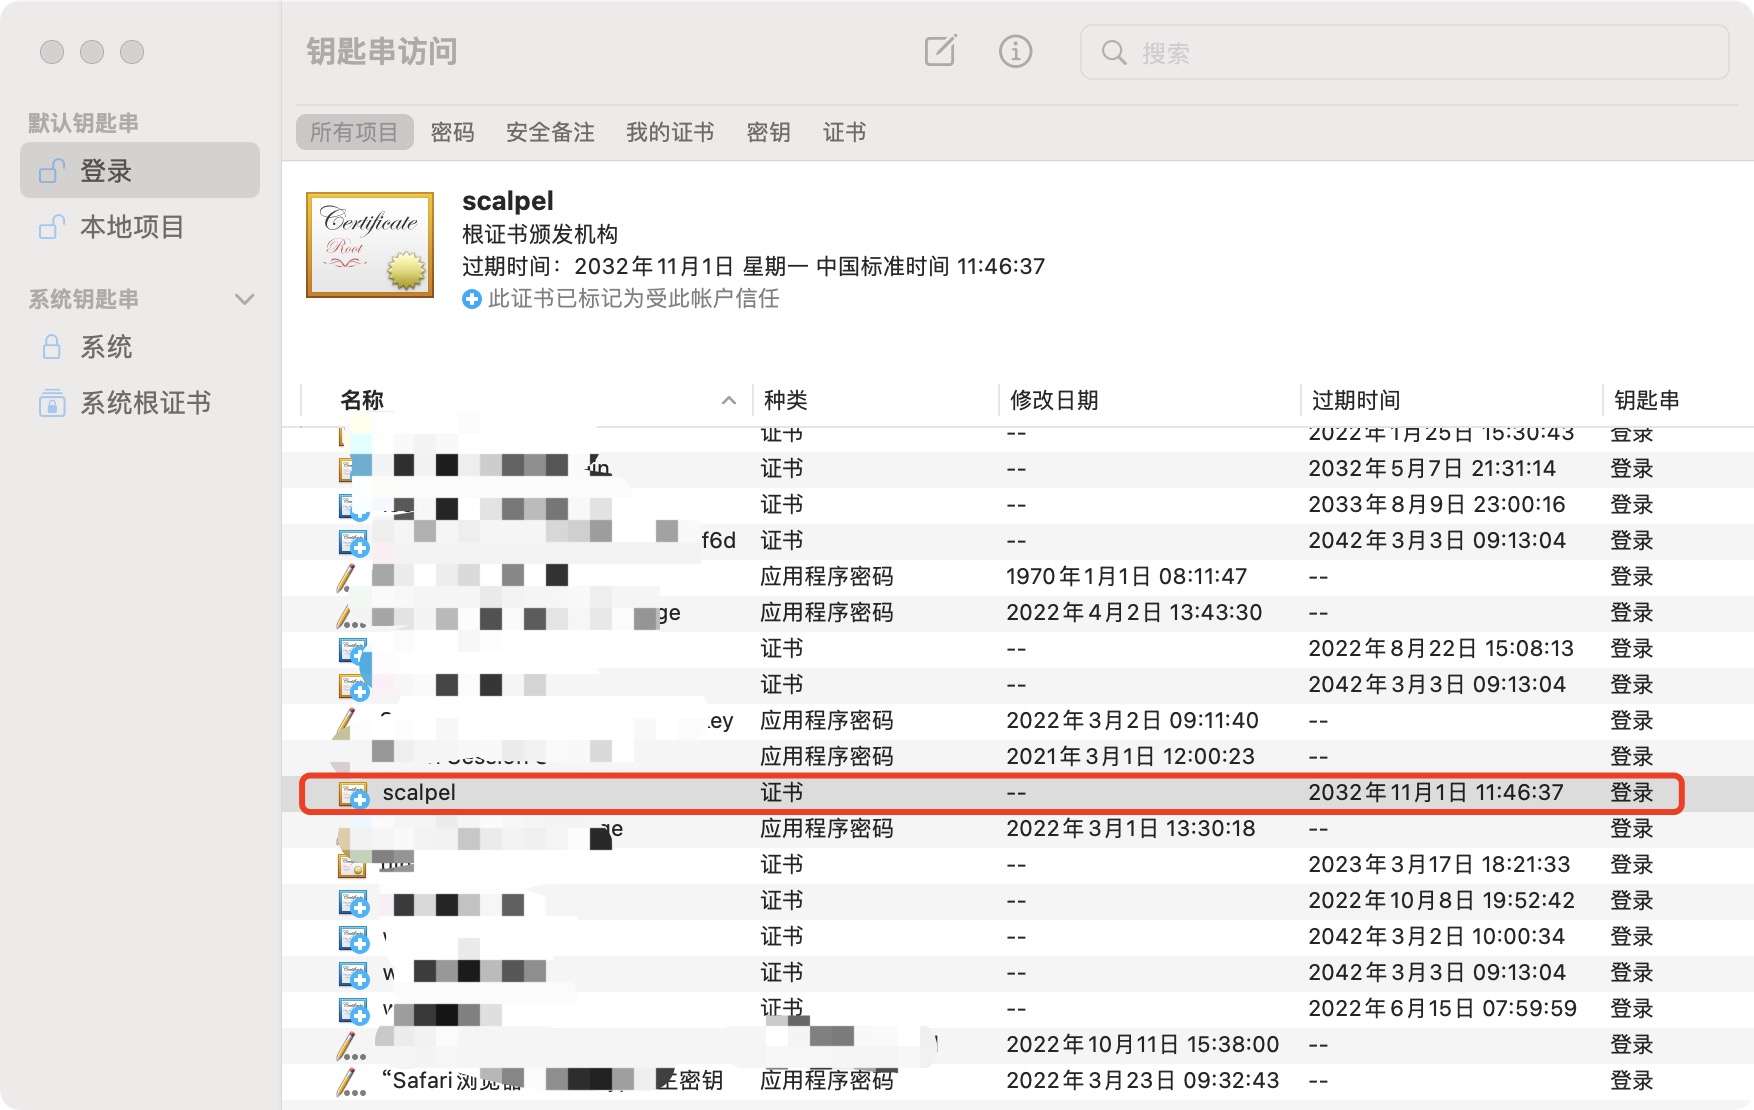 钥匙串访问
搜索
默认钥匙串
登录
本地项目
系统钥匙串
系统
系统根证书
所有项目 密码 安全备注 我的证书 密钥 证书
Certificate
Root
scalpel
根证书颁发机构
过期时间：2032年11月1日 星期一 中国标准时间 11:46:37
此证书已标记为受此帐户信任
名称 种类 修改日期 过期时间 钥匙串
证书 -- 2022年1月25日 15:30:43 登录
证书 -- 2032年5月7日 21:31:14 登录
证书 -- 2033年8月9日 23:00:16 登录
f6d 证书 -- 2042年3月3日 09:13:04 登录
应用程序密码 1970年1月1日 08:11:47 -- 登录
ge 应用程序密码 2022年4月2日 13:43:30 -- 登录
证书 -- 2022年8月22日 15:08:13 登录
证书 -- 2042年3月3日 09:13:04 登录
ey 应用程序密码 2022年3月2日 09:11:40 -- 登录
应用程序密码 2021年3月1日 12:00:23 -- 登录
scalpel 证书 -- 2032年11月1日 11:46:37 登录
应用程序密码 2022年3月1日 13:30:18 -- 登录
证书 -- 2023年3月17日 18:21:33 登录
证书 -- 2022年10月8日 19:52:42 登录
证书 -- 2042年3月2日 10:00:34 登录
w 证书 -- 2042年3月3日 09:13:04 登录
证书 -- 2022年6月15日 07:59:59 登录
2022年10月11日 15:38:00 -- 登录
“Safari浏览器 主密钥 应用程序密码 2022年3月23日 09:32:43 -- 登录